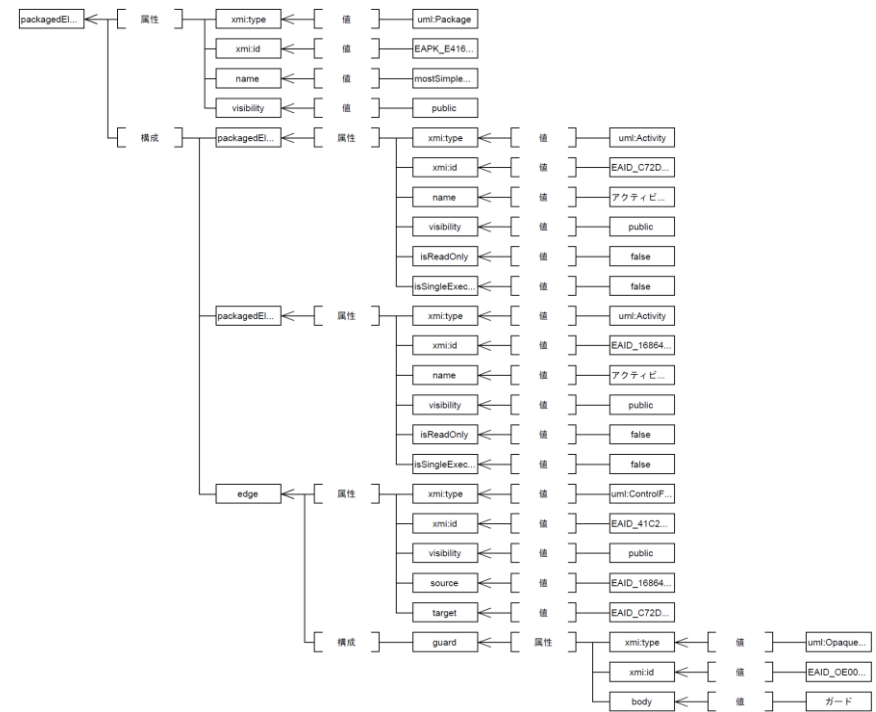 packagedEl... 属性 xmi:type 値 uml:Package
xmi:id 値 EAPK_E416...
name 値 mostSimple...
visibility 値 public
構成 packagedEl... 属性 xmi:type 値 uml:Activity
xmi:id 値 EAID_C72D...
name 値 アクティビ...
visibility 値 public
isReadOnly 値 false
isSingleExec... 値 false
packagedEl... 属性 xmi:type 値 uml:Activity
xmi:id 値 EAID_16864...
name 値 アクティビ...
visibility 値 public
isReadOnly 値 false
isSingleExec... 値 false
edge 属性 xmi:type 値 uml:ControlF...
xmi:id 値 EAID_41C2...
visibility 値 public
source 値 EAID_16864...
target 値 EAID_C72D...
構成 guard 属性 xmi:type 値 uml:Opaque...
xmi:id 値 EAID_OE00...
body 値 ガード